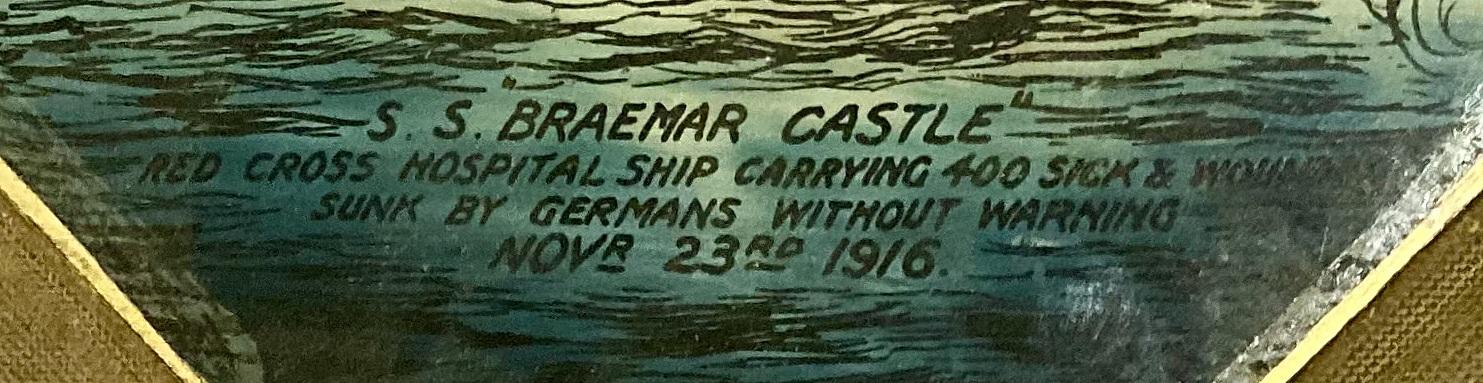 S. S. "BRAEMAR CASTLE"
RED CROSS HOSPITAL SHIP CARRYING 400 SICK &
SUNK BY GERMANS WITHOUT WARNING
NOVR 23RD 1916.